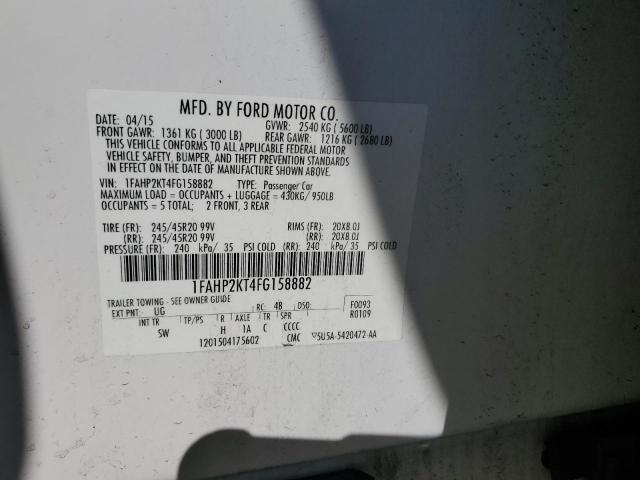 MFD. BY FORD MOTOR CO.
DATE: 04/15 GVWR: 2540 KG ( 5600 LB)
FRONT GAWR: 1361 KG ( 3000 LB) REAR GAWR: 1216 KG ( 2680 LB)
THIS VEHICLE CONFORMS TO ALL APPLICABLE FEDERAL MOTOR
VEHICLE SAFETY, BUMPER, AND THEFT PREVENTION STANDARDS
IN EFFECT ON THE DATE OF MANUFACTURE SHOWN ABOVE.
VIN: 1FAHP2KT4FG158882 TYPE: Passenger Car
MAXIMUM LOAD = OCCUPANTS + LUGGAGE = 430KG/ 950LB
OCCUPANTS = 5 TOTAL; 2 FRONT, 3 REAR
TIRE (FR): 245/45R20 99V RIMS (FR): 20X8.0J
(RR): 245/45R20 99V (RR): 20X8.0J
PRESSURE (FR): 240 kPa/ 35 PSI COLD (RR): 240 kPa/ 35 PSI COLD
1FAHP2KT4FG158882
TRAILER TOWING - SEE OWNER GUIDE
EXT PNT: UG RC: 48 DSO: F0093
INT TR TP/PS R AXLE TR SPR R0109
SW H 1A C CCCC
1201504175602 CMC 5U5A-5420472-AA